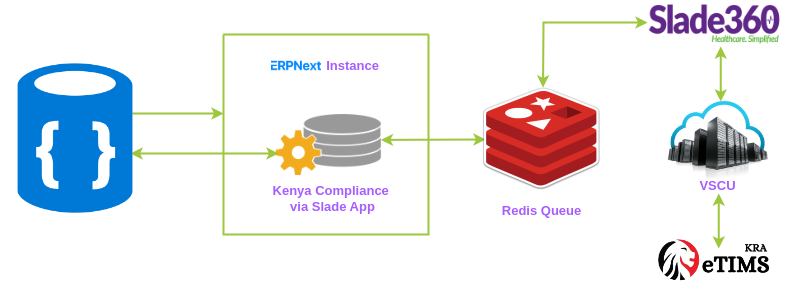 Slade360
Healthcare, Simplified
ERPNext Instance
{ }
Kenya Compliance
via Slade App
Redis Queue
VSCU
KRA
eTIMS